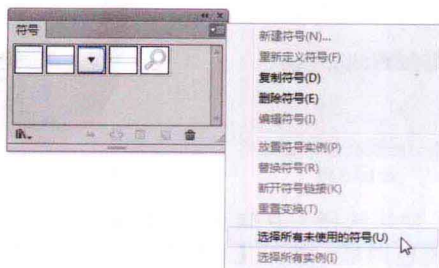 符号
新建符号(N)...
重新定义符号(F)
复制符号(D)
删除符号(E)
编辑符号(I)
放置符号实例(P)
替换符号(R)
断开符号链接(K)
重置变换(T)
选择所有未使用的符号(U)
选择所有实例(I)